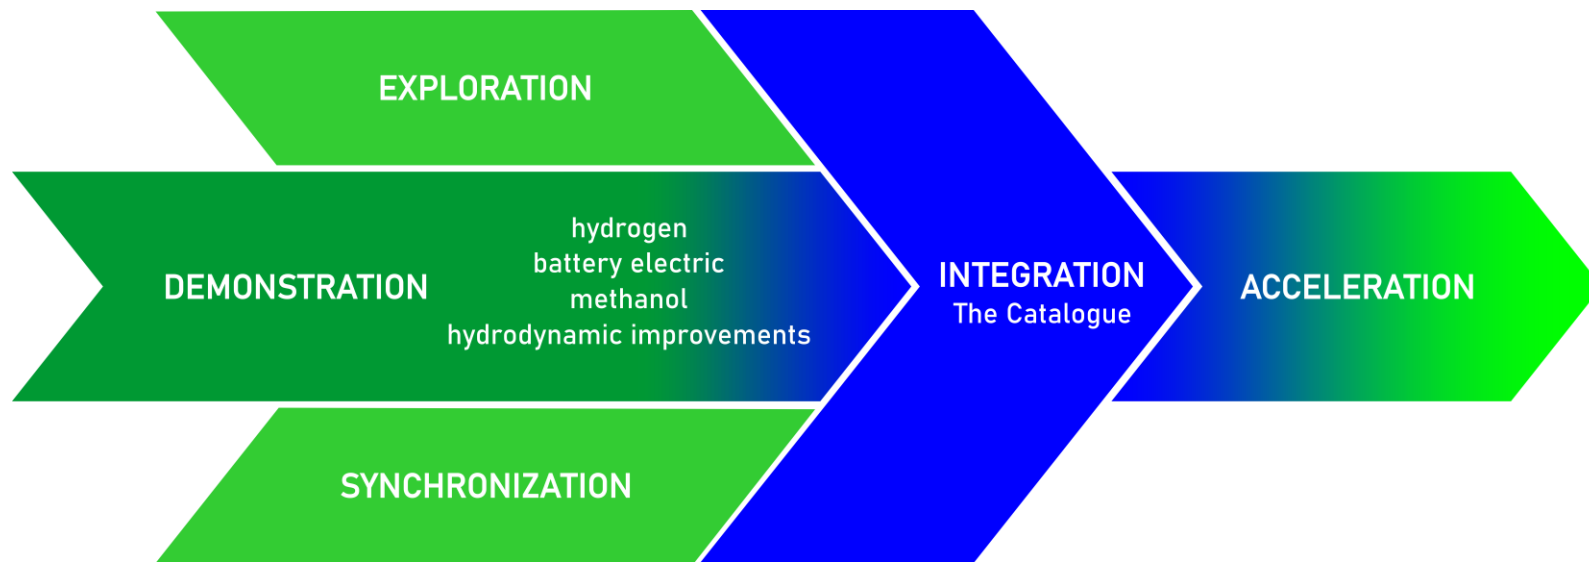 EXPLORATION
DEMONSTRATION
hydrogen
battery electric
methanol
hydrodynamic improvements
SYNCHRONIZATION
INTEGRATION
The Catalogue
ACCELERATION